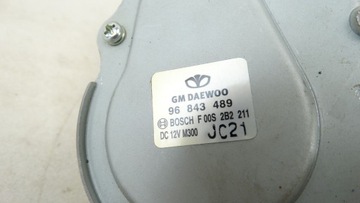 GM DAEWOO
96 843 489
BOSCH F 00S 2B2 211
DC 12V M300 JC21